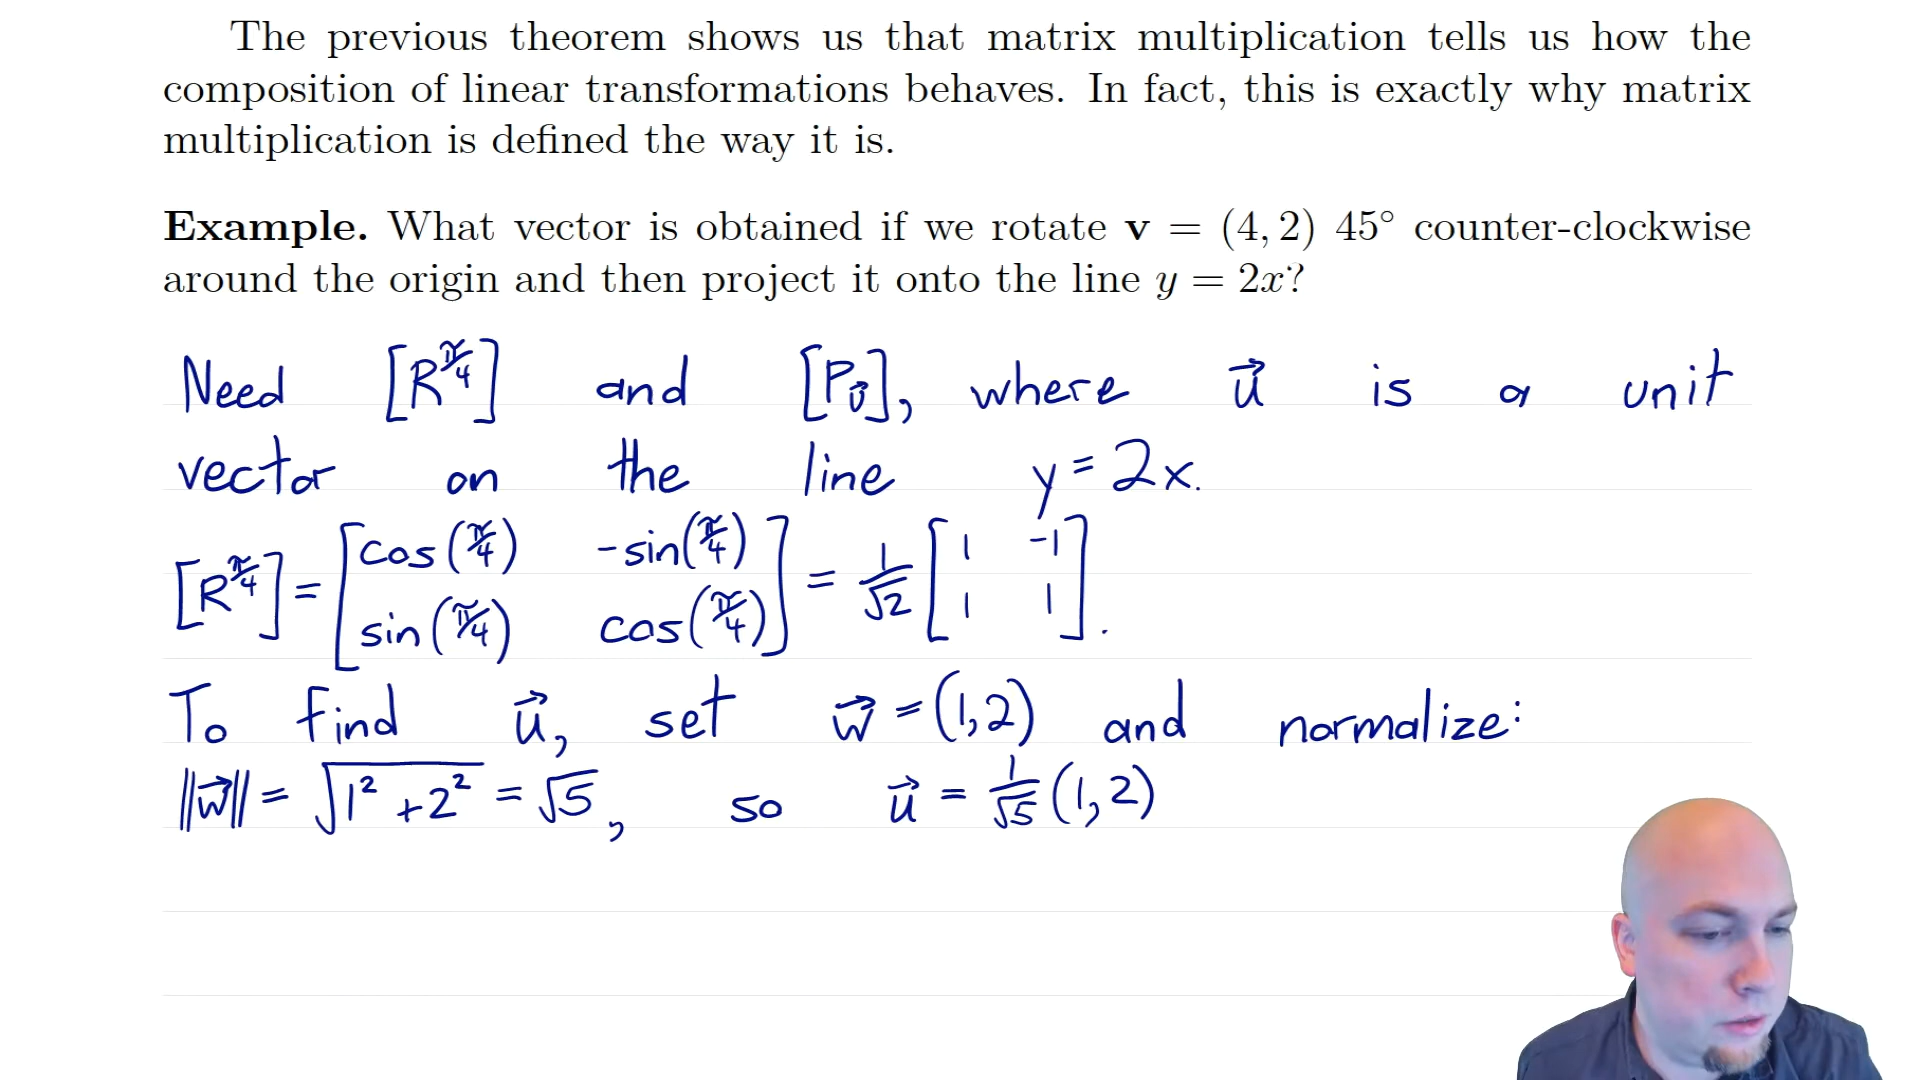 The previous theorem shows us that matrix multiplication tells us how the
composition of linear transformations behaves. In fact, this is exactly why matrix
multiplication is defined the way it is.
Example. What vector is obtained if we rotate v = (4, 2) 45° counter-clockwise
around the origin and then project it onto the line y = 2x?
Need [R^{π/4}] and [P_{u⃗}], where u⃗ is a unit
vector on the line y = 2x.
[R^{π/4}] = [cos(π/4) -sin(π/4); sin(π/4) cos(π/4)] = 1/√2 [1 -1; 1 1].
To find u⃗, set w⃗ = (1,2) and normalize:
||w⃗|| = √(1² + 2²) = √5, so u⃗ = 1/√5 (1,2)